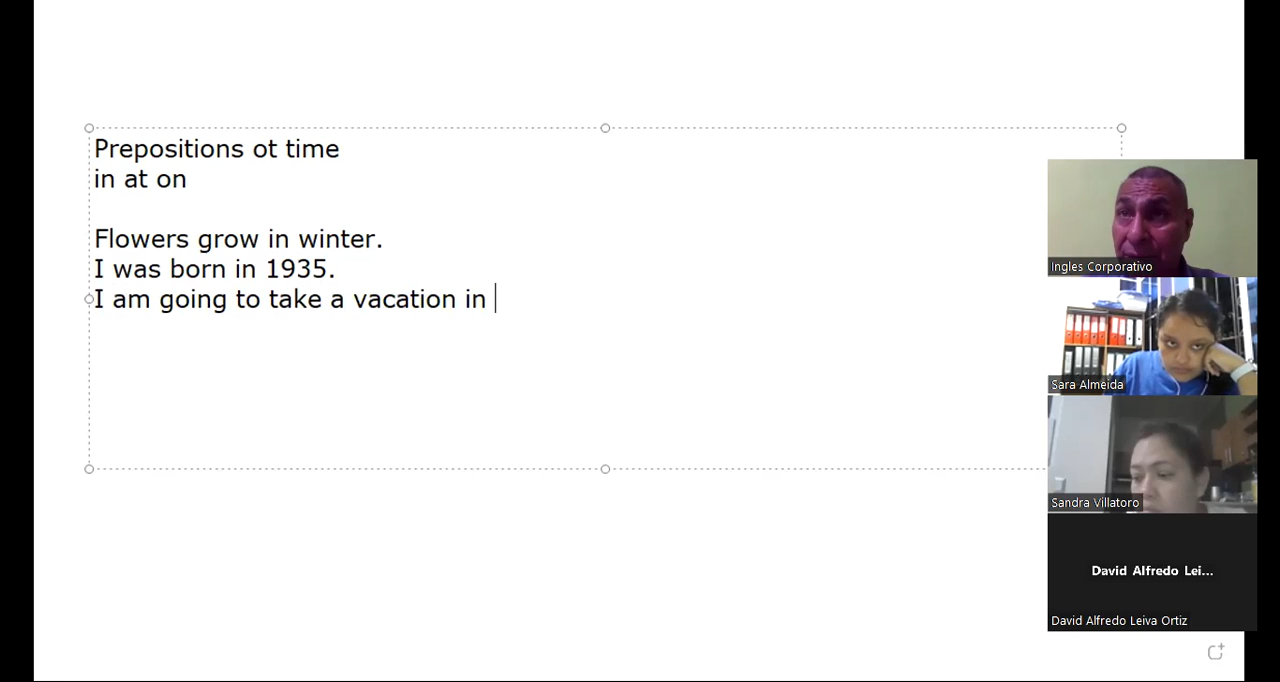 Prepositions ot time
in at on
Flowers grow in winter.
I was born in 1935.
I am going to take a vacation in
Ingles Corporativo
Sara Almeida
Sandra Villatoro
David Alfredo Lei...
David Alfredo Leiva Ortiz